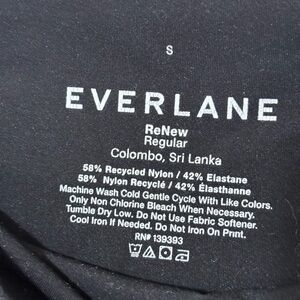 S
EVERLANE
ReNew
Regular
Colombo, Sri Lanka
58% Recycled Nylon / 42% Elastane
58% Nylon Recyclé / 42% Élasthanne
Machine Wash Cold Gentle Cycle With Like Colors.
Only Non Chlorine Bleach When Necessary.
Tumble Dry Low. Do Not Use Fabric Softener.
Cool Iron If Needed. Do Not Iron On Print.
RN# 139393